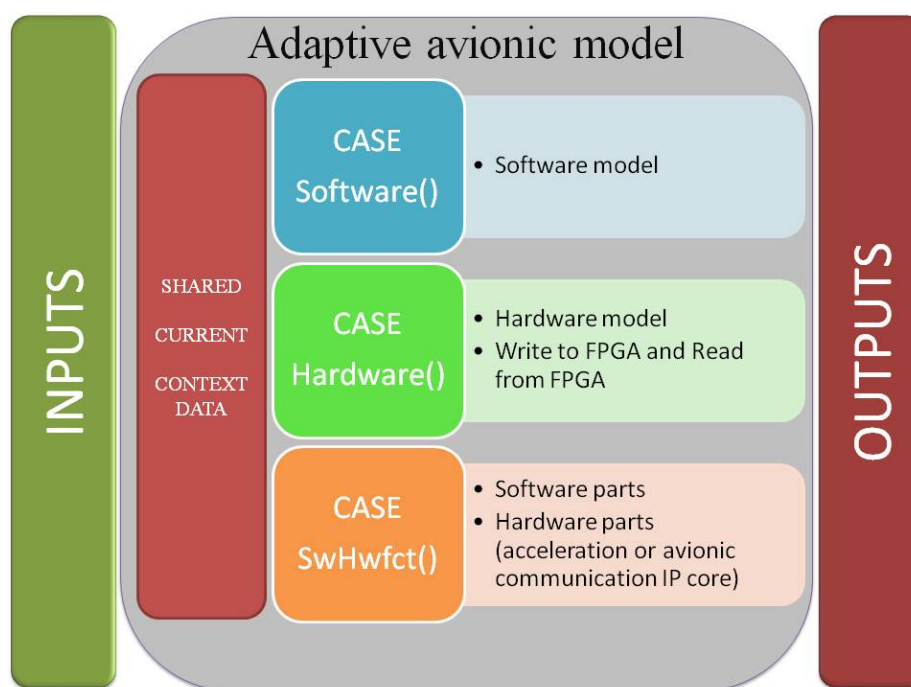 Adaptive avionic model
INPUTS
SHARED
CURRENT
CONTEXT
DATA
CASE
Software()
• Software model
CASE
Hardware()
• Hardware model
• Write to FPGA and Read
from FPGA
CASE
SwHwfct()
• Software parts
• Hardware parts
(acceleration or avionic
communication IP core)
OUTPUTS